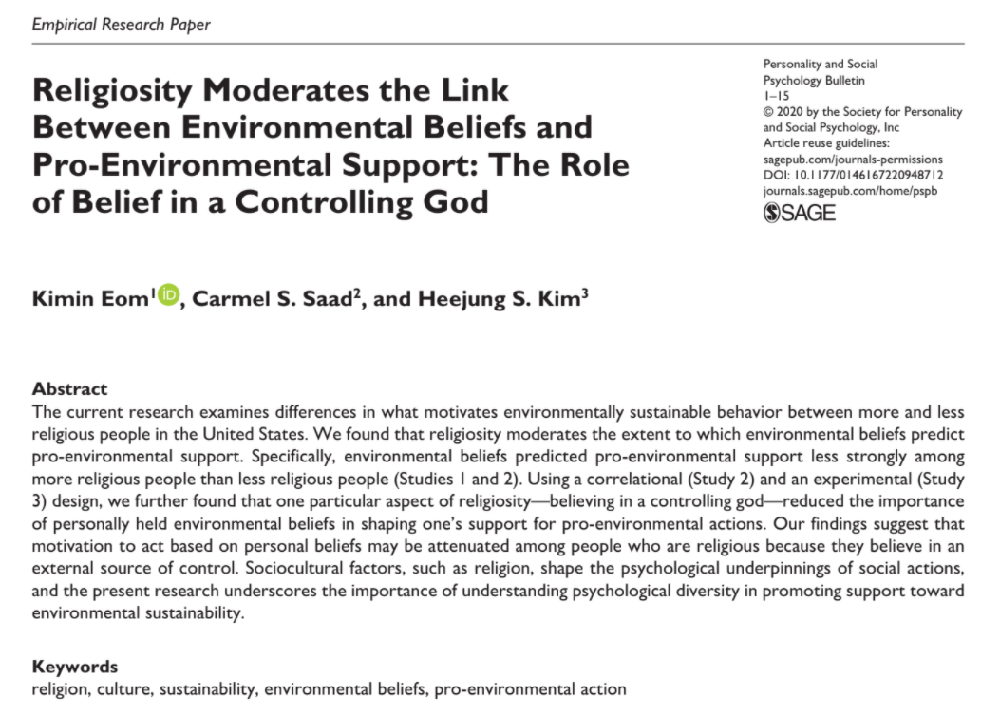 Empirical Research Paper
Religiosity Moderates the Link
Between Environmental Beliefs and
Pro-Environmental Support: The Role
of Belief in a Controlling God
Personality and Social
Psychology Bulletin
1–15
© 2020 by the Society for Personality
and Social Psychology, Inc
Article reuse guidelines:
sagepub.com/journals-permissions
DOI: 10.1177/0146167220948712
journals.sagepub.com/home/pspb
SAGE
Kimin Eom1 iD, Carmel S. Saad2, and Heejung S. Kim3
Abstract
The current research examines differences in what motivates environmentally sustainable behavior between more and less
religious people in the United States. We found that religiosity moderates the extent to which environmental beliefs predict
pro-environmental support. Specifically, environmental beliefs predicted pro-environmental support less strongly among
more religious people than less religious people (Studies 1 and 2). Using a correlational (Study 2) and an experimental (Study
3) design, we further found that one particular aspect of religiosity—believing in a controlling god—reduced the importance
of personally held environmental beliefs in shaping one’s support for pro-environmental actions. Our findings suggest that
motivation to act based on personal beliefs may be attenuated among people who are religious because they believe in an
external source of control. Sociocultural factors, such as religion, shape the psychological underpinnings of social actions,
and the present research underscores the importance of understanding psychological diversity in promoting support toward
environmental sustainability.
Keywords
religion, culture, sustainability, environmental beliefs, pro-environmental action